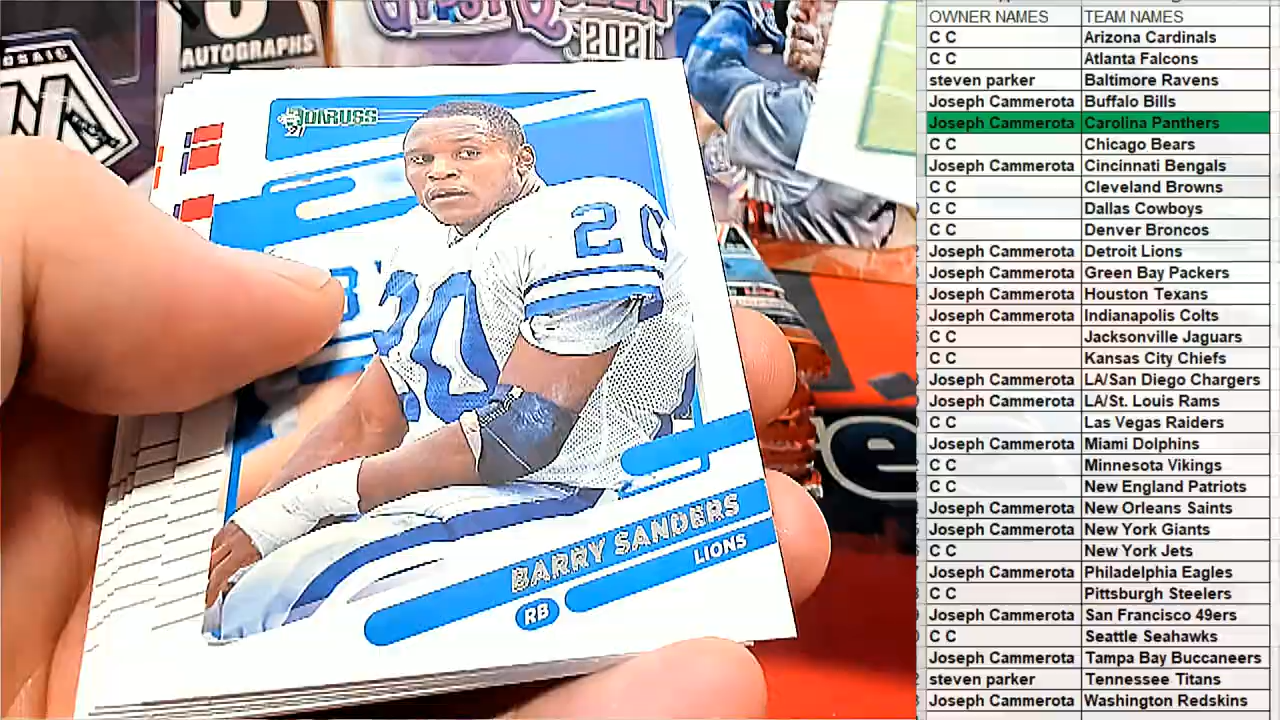 MOSAIC
AUTOGRAPHS
GYPSY QUEEN
2021
DONRUSS
20
20
BARRY SANDERS
LIONS
RB
OWNER NAMES TEAM NAMES
C C Arizona Cardinals
C C Atlanta Falcons
steven parker Baltimore Ravens
Joseph Cammerota Buffalo Bills
Joseph Cammerota Carolina Panthers
C C Chicago Bears
Joseph Cammerota Cincinnati Bengals
C C Cleveland Browns
C C Dallas Cowboys
C C Denver Broncos
Joseph Cammerota Detroit Lions
Joseph Cammerota Green Bay Packers
Joseph Cammerota Houston Texans
Joseph Cammerota Indianapolis Colts
C C Jacksonville Jaguars
C C Kansas City Chiefs
Joseph Cammerota LA/San Diego Chargers
Joseph Cammerota LA/St. Louis Rams
C C Las Vegas Raiders
Joseph Cammerota Miami Dolphins
C C Minnesota Vikings
C C New England Patriots
Joseph Cammerota New Orleans Saints
Joseph Cammerota New York Giants
C C New York Jets
Joseph Cammerota Philadelphia Eagles
C C Pittsburgh Steelers
Joseph Cammerota San Francisco 49ers
C C Seattle Seahawks
Joseph Cammerota Tampa Bay Buccaneers
steven parker Tennessee Titans
Joseph Cammerota Washington Redskins